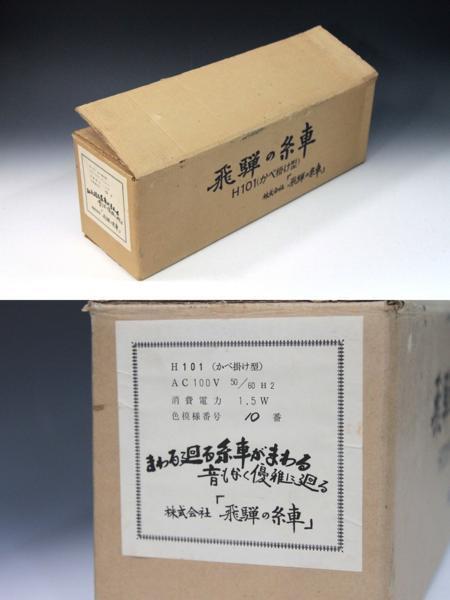 飛騨の糸車
H101(かべ掛け型)
株式会社「飛騨の糸車」
H101 (かべ掛け型)
AC100V 50/60 H2
消費電力 1.5W
色模様番号 10 番
まわる廻る糸車がまわる
音もなく優雅に廻る
株式会社「飛騨の糸車」